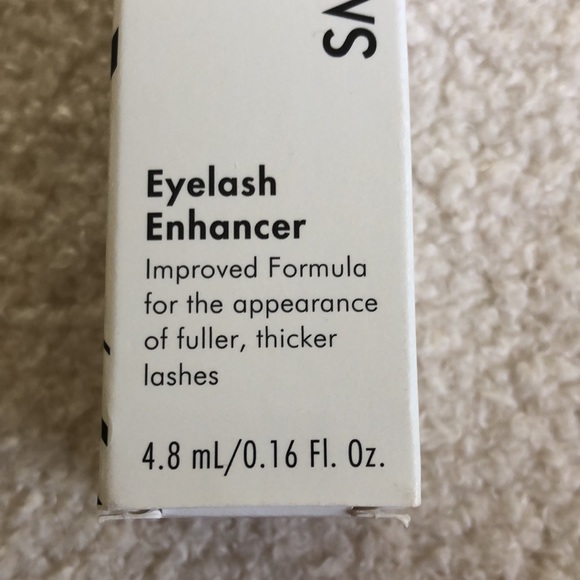 Eyelash
Enhancer
Improved Formula
for the appearance
of fuller, thicker
lashes
4.8 mL/0.16 Fl. Oz.